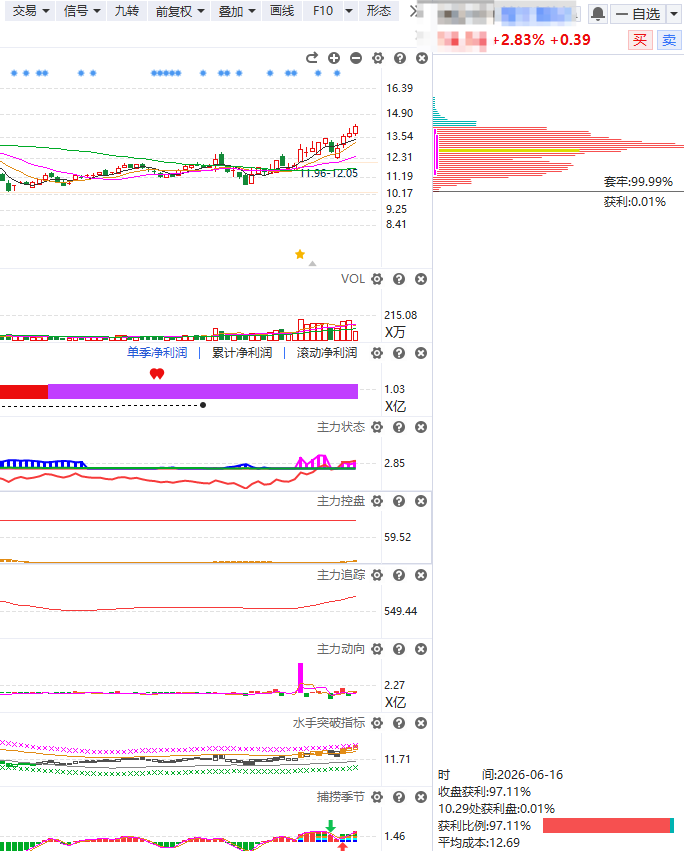 交易 信号 九转 前复权 叠加 画线 F10 形态 自选
+2.83% +0.39 买 卖
16.39
14.90
13.54
12.31
11.19
10.17
9.25
8.41
11.96-12.05
套牢:99.99%
获利:0.01%
VOL
215.08
X万
单季净利润 | 累计净利润 | 滚动净利润
1.03
X亿
主力状态
2.85
主力控盘
59.52
主力追踪
549.44
主力动向
2.27
X亿
水手突破指标
11.71
捕捞季节
1.46
时 间:2026-06-16
收盘获利:97.11%
10.29处获利盘:0.01%
获利比例:97.11%
平均成本:12.69